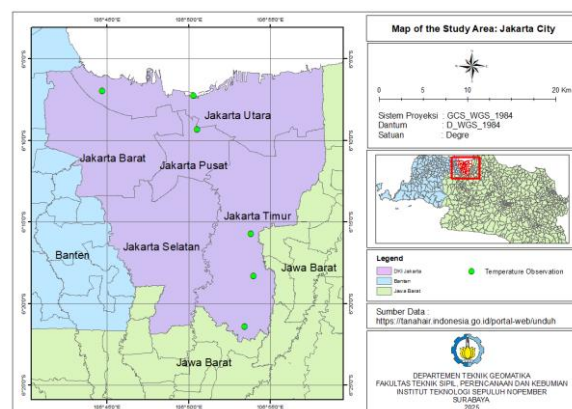 Map of the Study Area: Jakarta City
0
5
10
20 Km
Sistem Proyeksi : GCS_WGS_1984
Dantum : D_WGS_1984
Satuan : Degre
Legend
DKI Jakarta
Banten
Jawa Barat
Temperature Observation
Sumber Data :
https://tanahair.indonesia.go.id/portal-web/unduh
DEPARTEMEN TEKNIK GEOMATIKA
FAKULTAS TEKNIK SIPIL, PERENCANAAN DAN KEBUMIAN
INSTITUT TEKNOLOGI SEPULUH NOPEMBER
SURABAYA
2025
Jakarta Utara
Jakarta Barat
Jakarta Pusat
Jakarta Timur
Banten
Jakarta Selatan
Jawa Barat
Jawa Barat